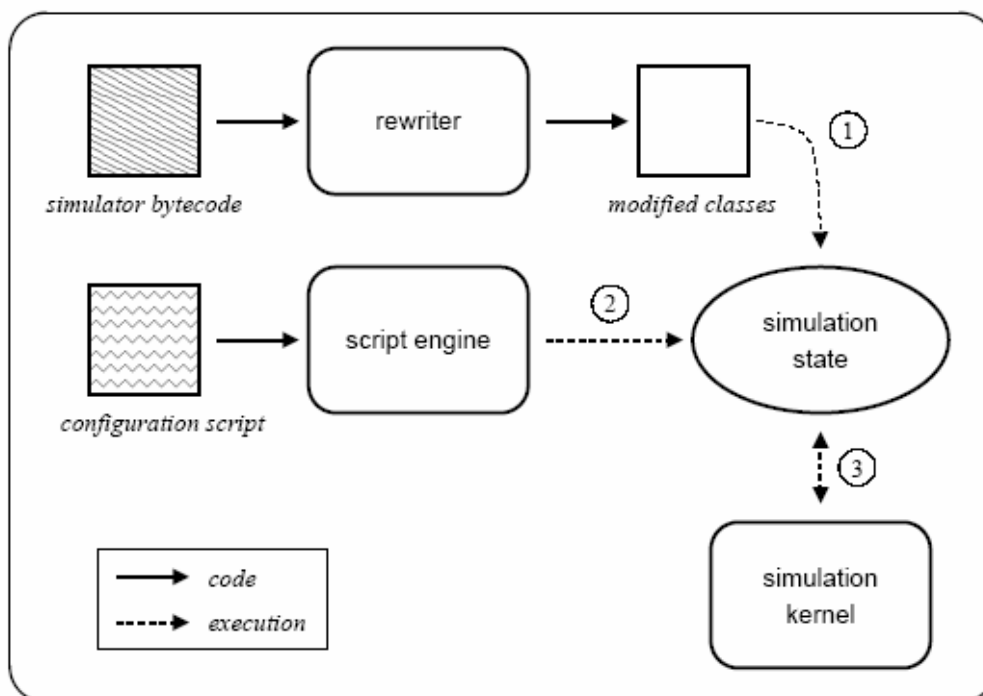 rewriter
1
simulator bytecode
modified classes
script engine
2
simulation
state
configuration script
3
code
execution
simulation
kernel